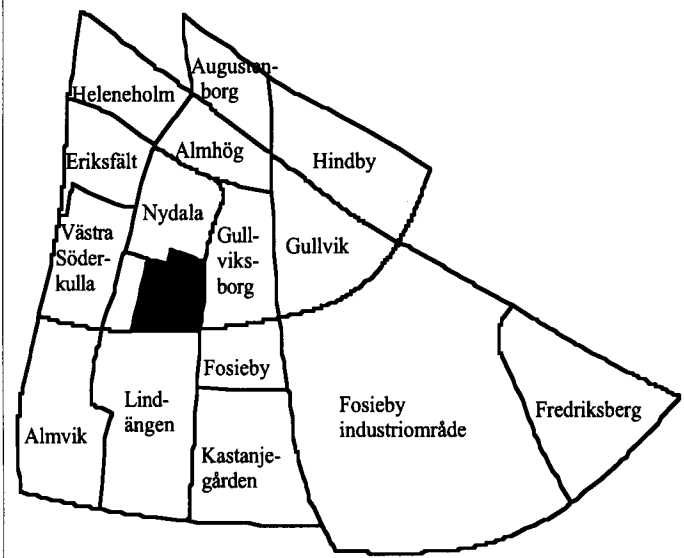 Augusten-
borg
Heleneholm
Almhög
Hindby
Eriksfält
Nydala
Västra
Söder-
kulla
Gull-
viks-
borg
Gullvik
Fosieby
Lind-
ängen
Fosieby
industriområde
Fredriksberg
Almvik
Kastanje-
gården